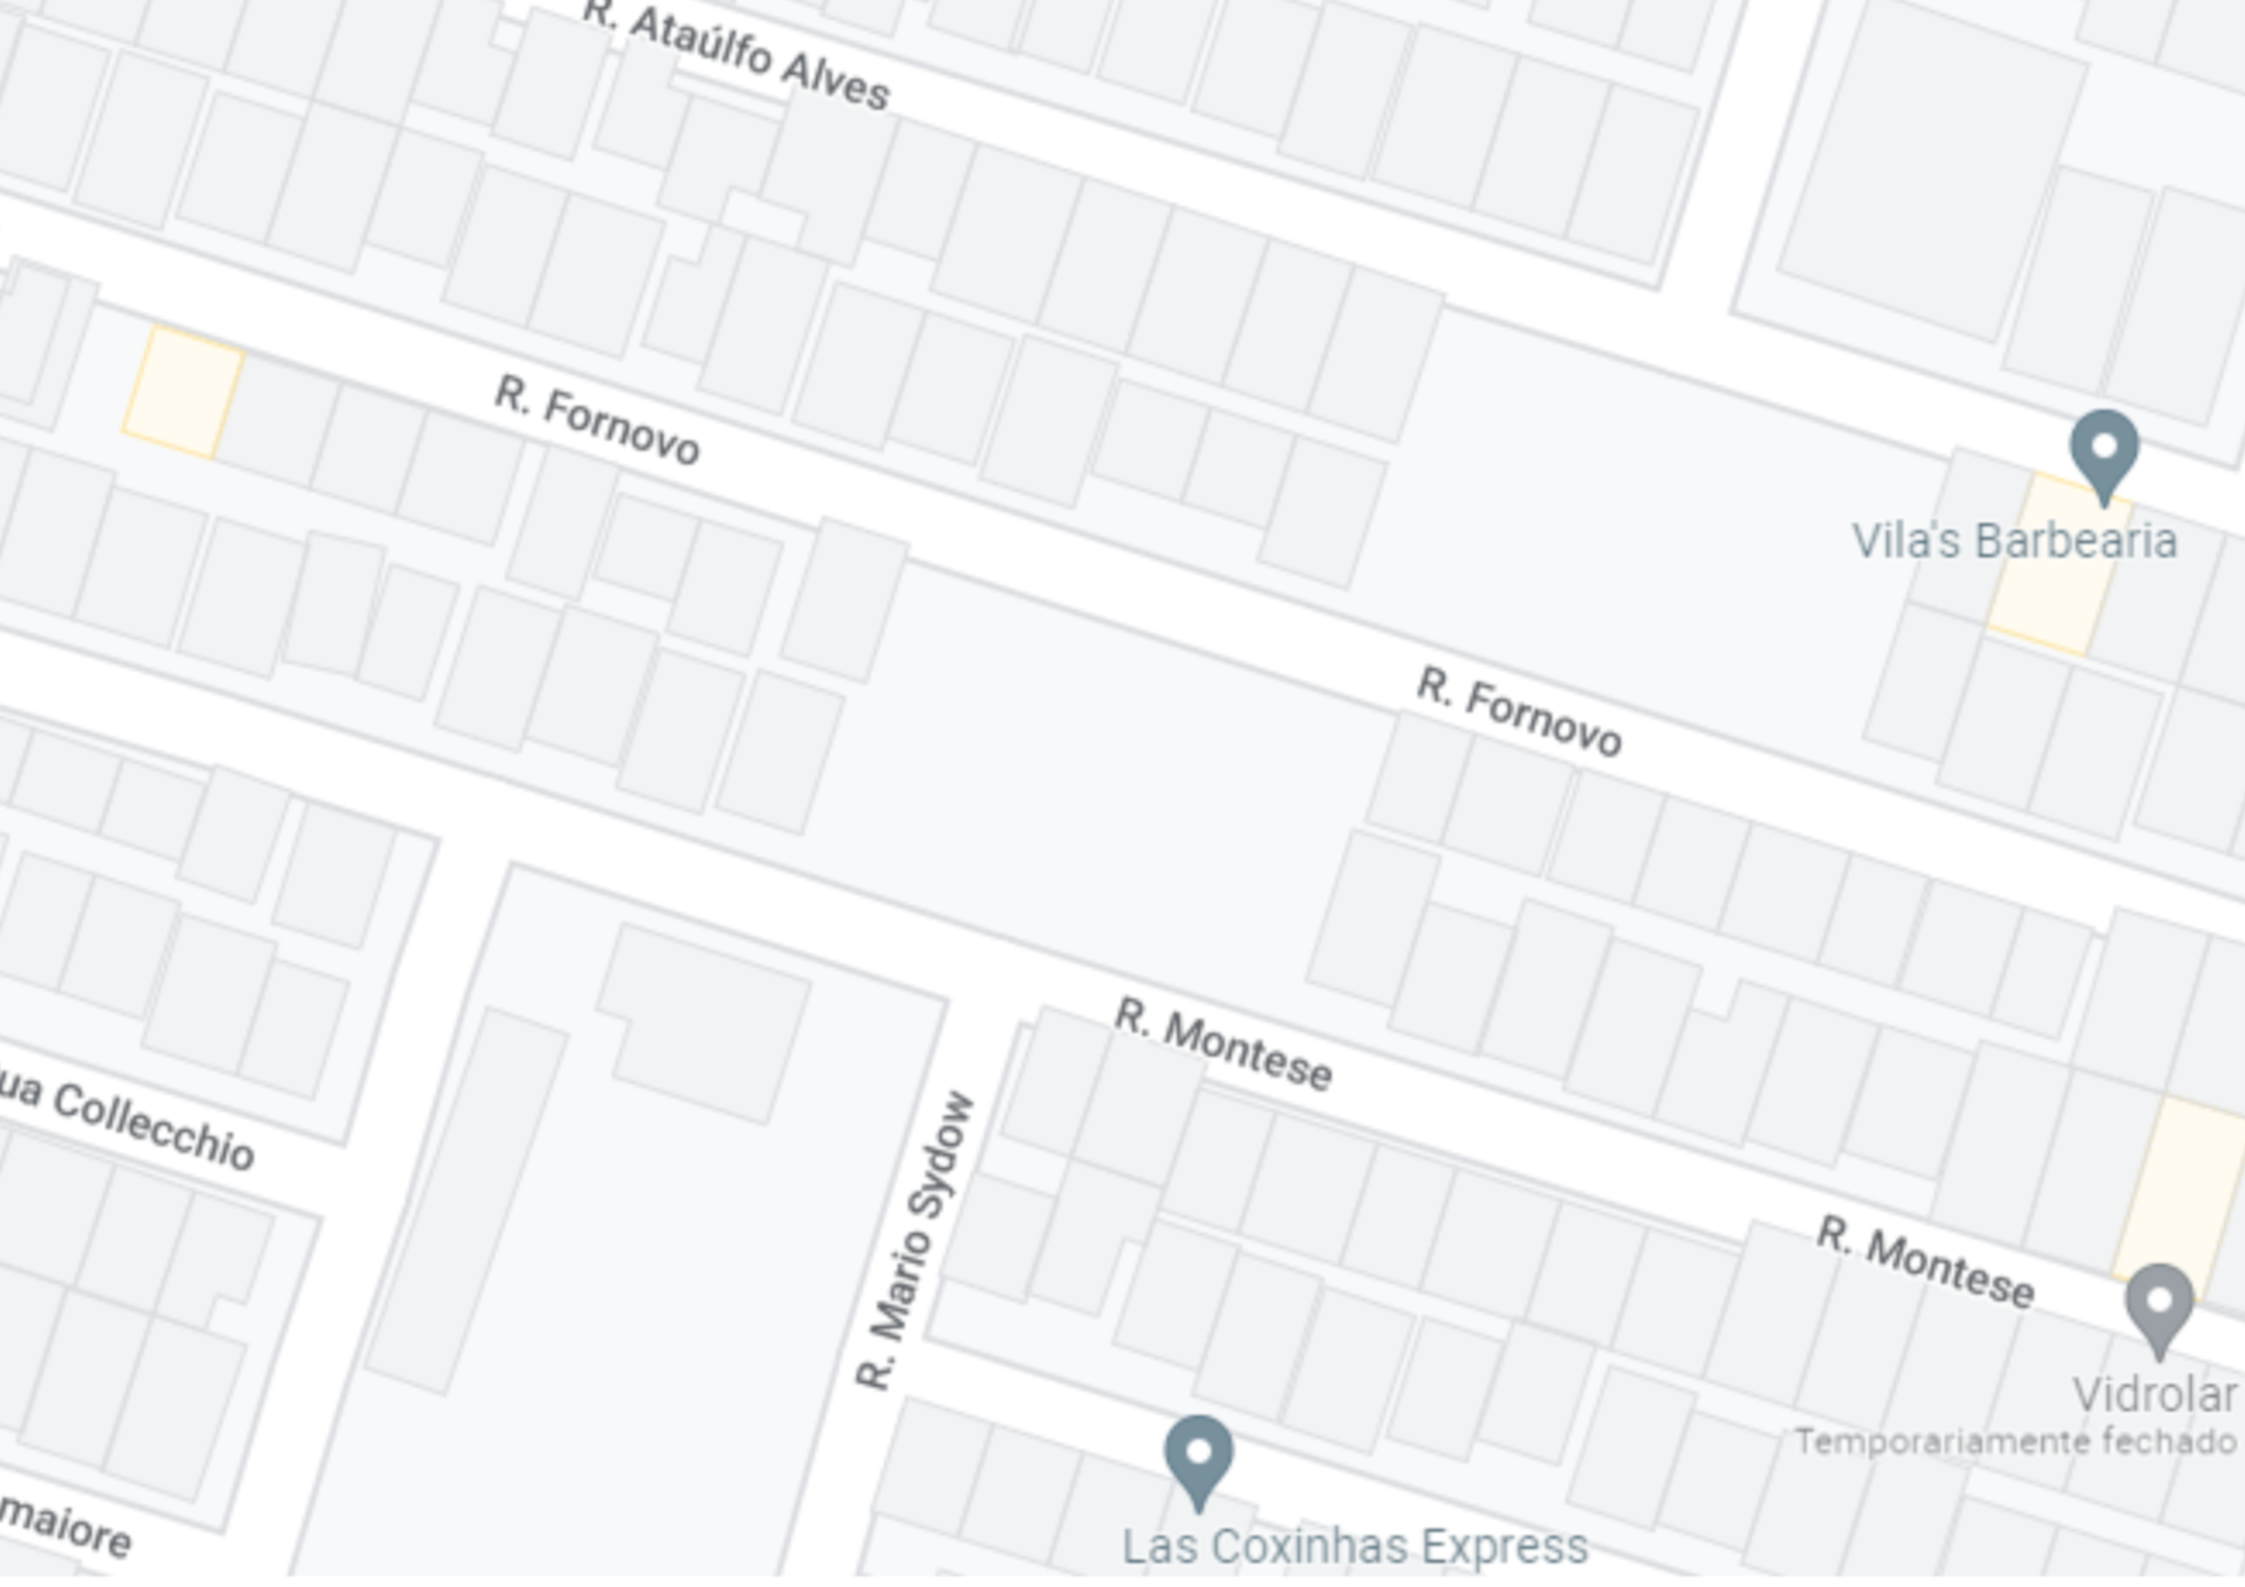 R. Ataúlfo Alves
R. Fornovo
Vila's Barbearia
R. Fornovo
R. Montese
ua Collecchio
R. Mario Sydow
R. Montese
Vidrolar
Temporariamente fechado
maiore
Las Coxinhas Express